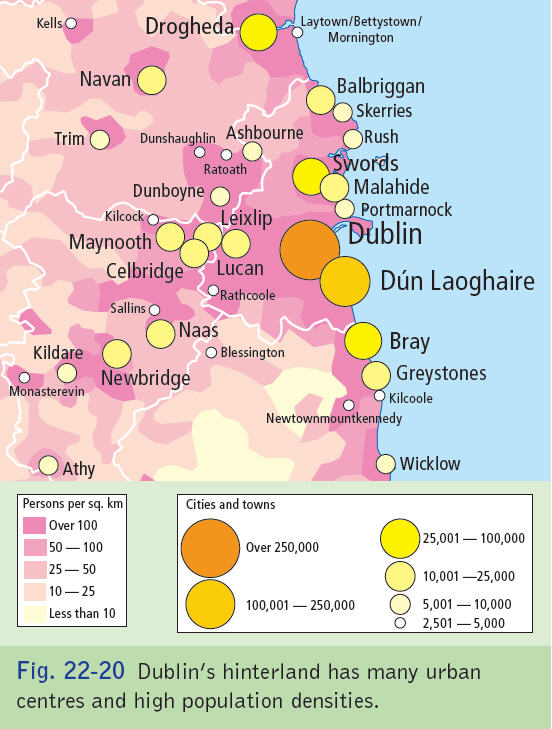 Kells
Drogheda
Laytown/Bettystown/
Mornington
Navan
Balbriggan
Skerries
Trim
Dunshaughlin
Ashbourne
Rush
Ratoath
Swords
Dunboyne
Malahide
Kilcock
Leixlip
Portmarnock
Maynooth
Dublin
Celbridge
Lucan
Dún Laoghaire
Rathcoole
Sallins
Naas
Bray
Kildare
Blessington
Newbridge
Greystones
Monasterevin
Kilcoole
Newtownmountkennedy
Athy
Wicklow
Persons per sq. km
Over 100
50 — 100
25 — 50
10 — 25
Less than 10
Cities and towns
Over 250,000
100,001 — 250,000
25,001 — 100,000
10,001 —25,000
5,001 — 10,000
2,501 — 5,000
Fig. 22-20 Dublin's hinterland has many urban
centres and high population densities.